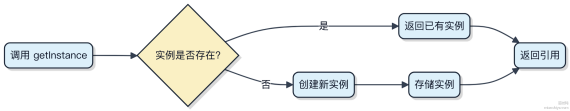 调用 getInstance
实例是否存在?
是
返回已有实例
否
创建新实例
存储实例
返回引用